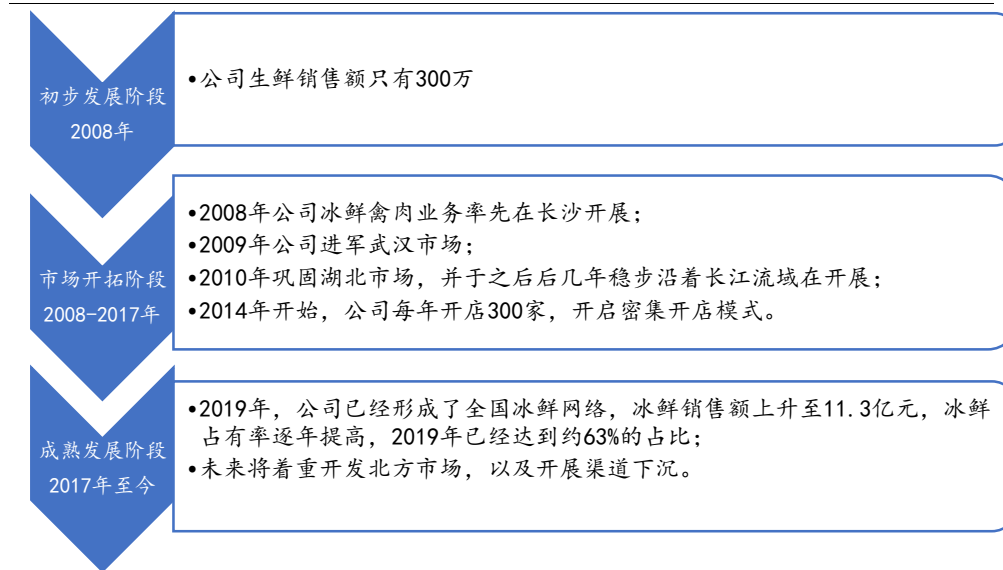 初步发展阶段
2008年
•公司生鲜销售额只有300万
市场开拓阶段
2008-2017年
•2008年公司冰鲜禽肉业务率先在长沙开展；
•2009年公司进军武汉市场；
•2010年巩固湖北市场，并于之后后几年稳步沿着长江流域在开展；
•2014年开始，公司每年开店300家，开启密集开店模式。
成熟发展阶段
2017年至今
•2019年，公司已经形成了全国冰鲜网络，冰鲜销售额上升至11.3亿元，冰鲜
占有率逐年提高，2019年已经达到约63%的占比；
•未来将着重开发北方市场，以及开展渠道下沉。